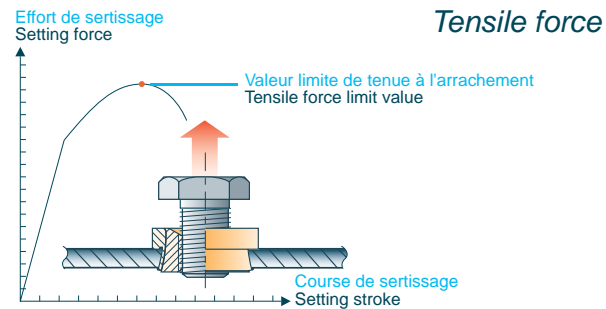 Effort de sertissage
Setting force
Tensile force
Valeur limite de tenue à l'arrachement
Tensile force limit value
Course de sertissage
Setting stroke